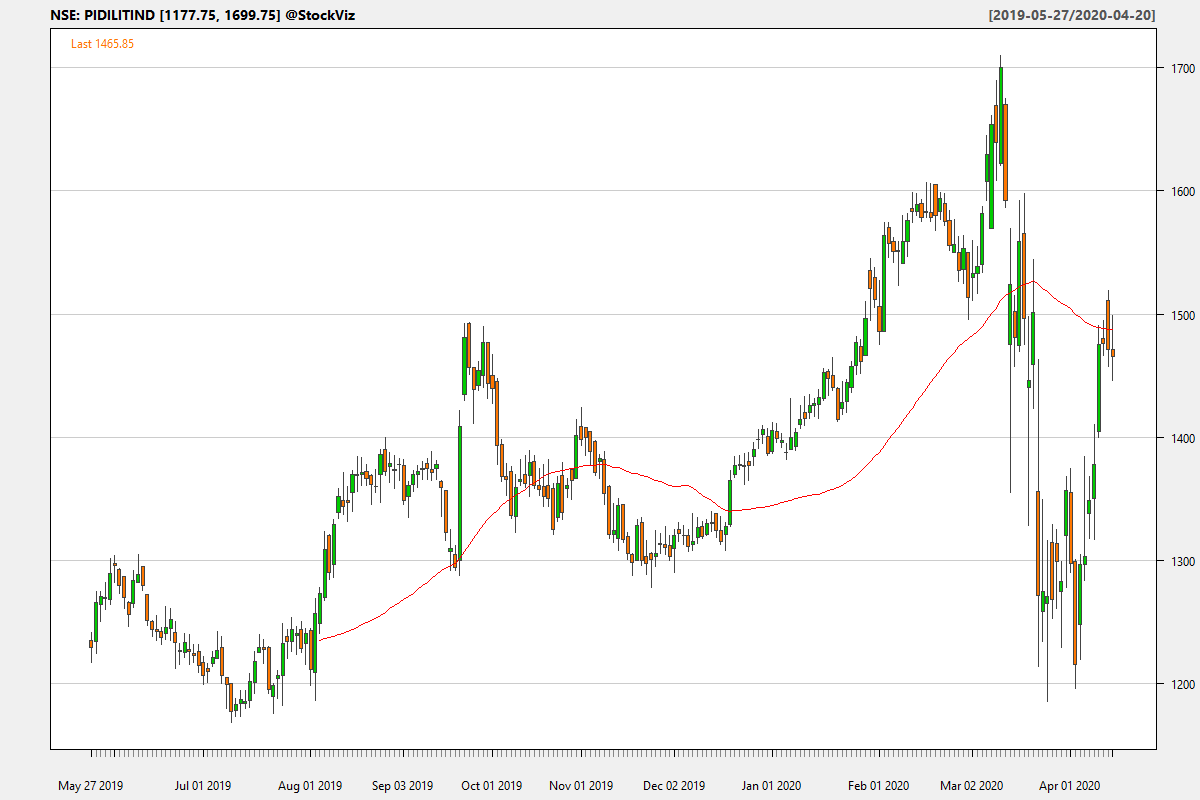 NSE: PIDILITIND [1177.75, 1699.75] @StockViz [2019-05-27/2020-04-20]
Last 1465.85
1700
1600
1500
1400
1300
1200
May 27 2019 Jul 01 2019 Aug 01 2019 Sep 03 2019 Oct 01 2019 Nov 01 2019 Dec 02 2019 Jan 01 2020 Feb 01 2020 Mar 02 2020 Apr 01 2020